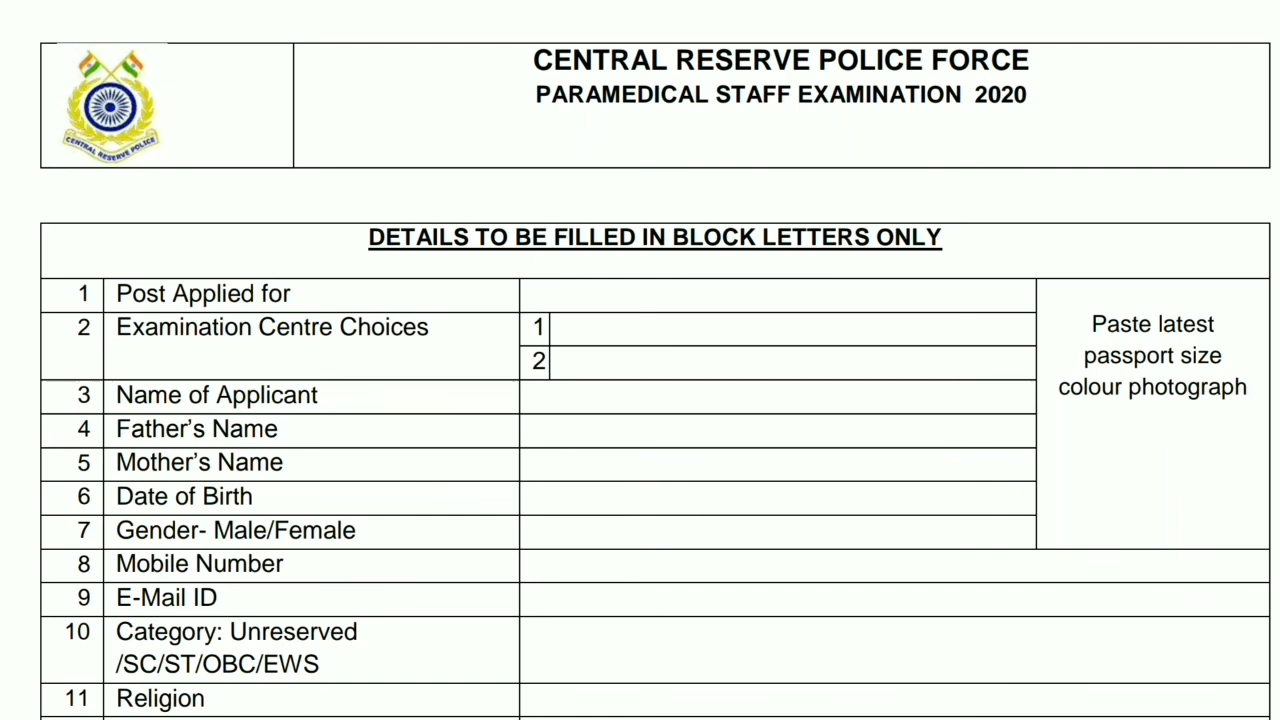 CENTRAL RESERVE POLICE
CENTRAL RESERVE POLICE FORCE
PARAMEDICAL STAFF EXAMINATION 2020
DETAILS TO BE FILLED IN BLOCK LETTERS ONLY
1 Post Applied for
2 Examination Centre Choices 1
2
Paste latest
passport size
colour photograph
3 Name of Applicant
4 Father’s Name
5 Mother’s Name
6 Date of Birth
7 Gender- Male/Female
8 Mobile Number
9 E-Mail ID
10 Category: Unreserved
/SC/ST/OBC/EWS
11 Religion